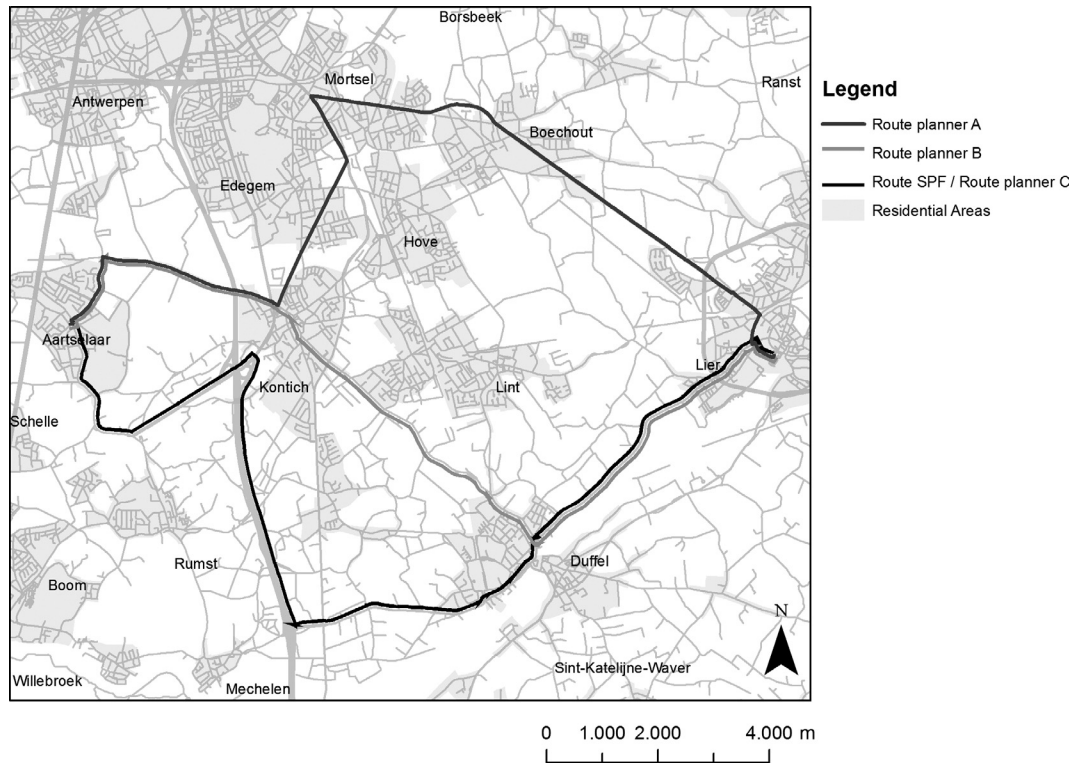 Borsbeek
Mortsel
Ranst
Antwerpen
Boechout
Edegem
Hove
Aartselaar
Lier
Kontich
Lint
Schelle
Duffel
Rumst
Boom
N
Sint-Katelijne-Waver
Willebroek
Mechelen
Legend
Route planner A
Route planner B
Route SPF / Route planner C
Residential Areas
0 1.000 2.000 4.000 m